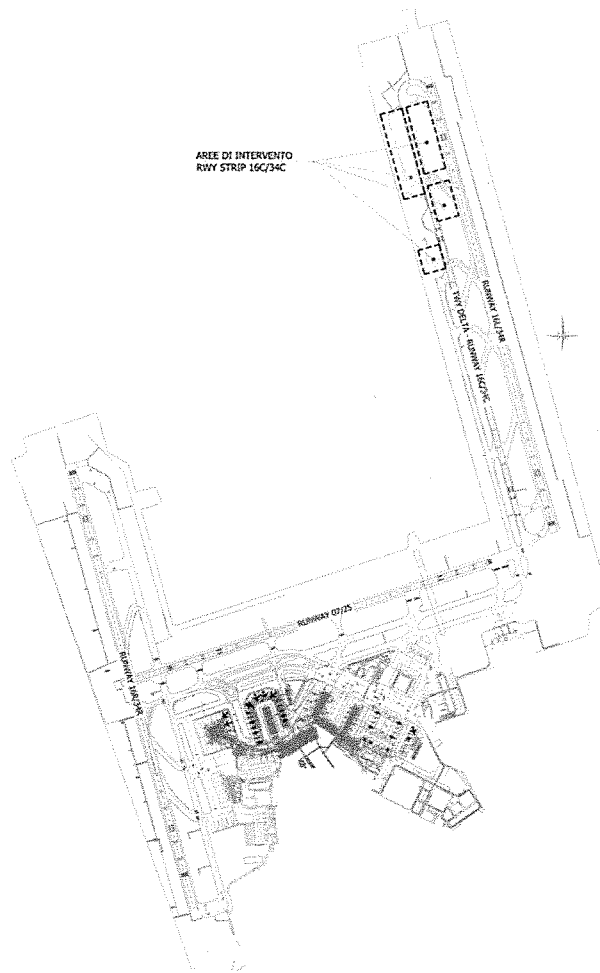 AREE DI INTERVENTO
RWY STRIP 16C/34C
RUNWAY 16L/34R
TWY DELTA - RUNWAY 16C/34C
RUNWAY 07/25
RUNWAY 16R/34L